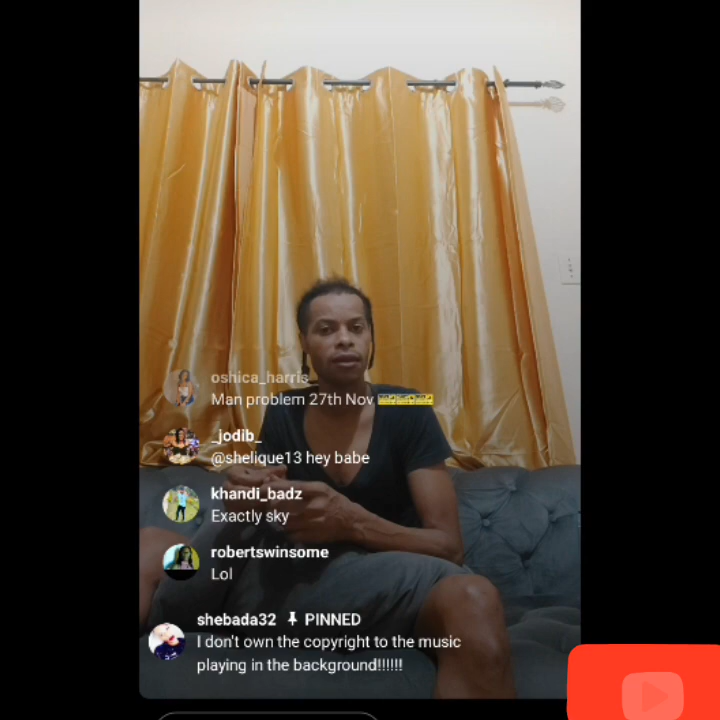 oshica_harris
Man problem 27th Nov
_jodib_
@shelique13 hey babe
khandi_badz
Exactly sky
robertswinsome
Lol
shebada32 PINNED
I don't own the copyright to the music
playing in the background!!!!!!